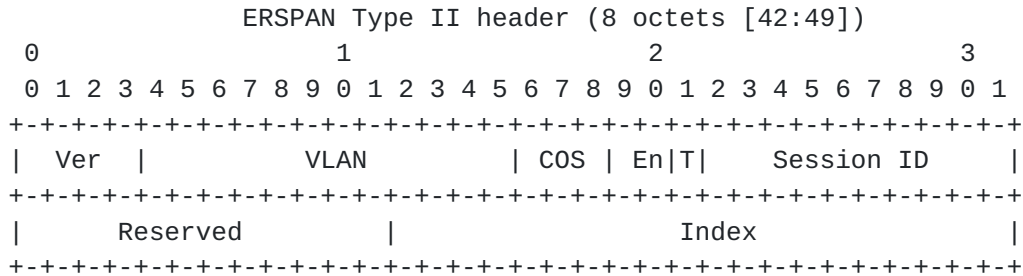 ERSPAN Type II header (8 octets [42:49])
0                   1                   2                   3
0 1 2 3 4 5 6 7 8 9 0 1 2 3 4 5 6 7 8 9 0 1 2 3 4 5 6 7 8 9 0 1
+-+-+-+-+-+-+-+-+-+-+-+-+-+-+-+-+-+-+-+-+-+-+-+-+-+-+-+-+-+-+-+-+
|  Ver  |          VLAN         | COS | En|T|    Session ID     |
+-+-+-+-+-+-+-+-+-+-+-+-+-+-+-+-+-+-+-+-+-+-+-+-+-+-+-+-+-+-+-+-+
|      Reserved         |                  Index                |
+-+-+-+-+-+-+-+-+-+-+-+-+-+-+-+-+-+-+-+-+-+-+-+-+-+-+-+-+-+-+-+-+